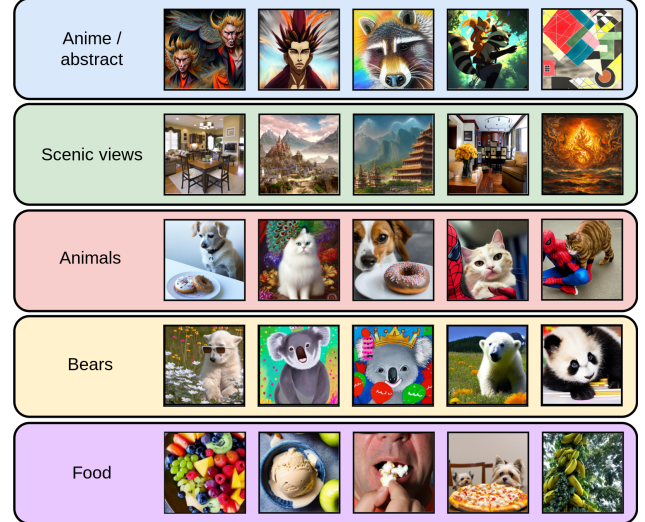 Anime /
abstract
Scenic views
Animals
Bears
Food